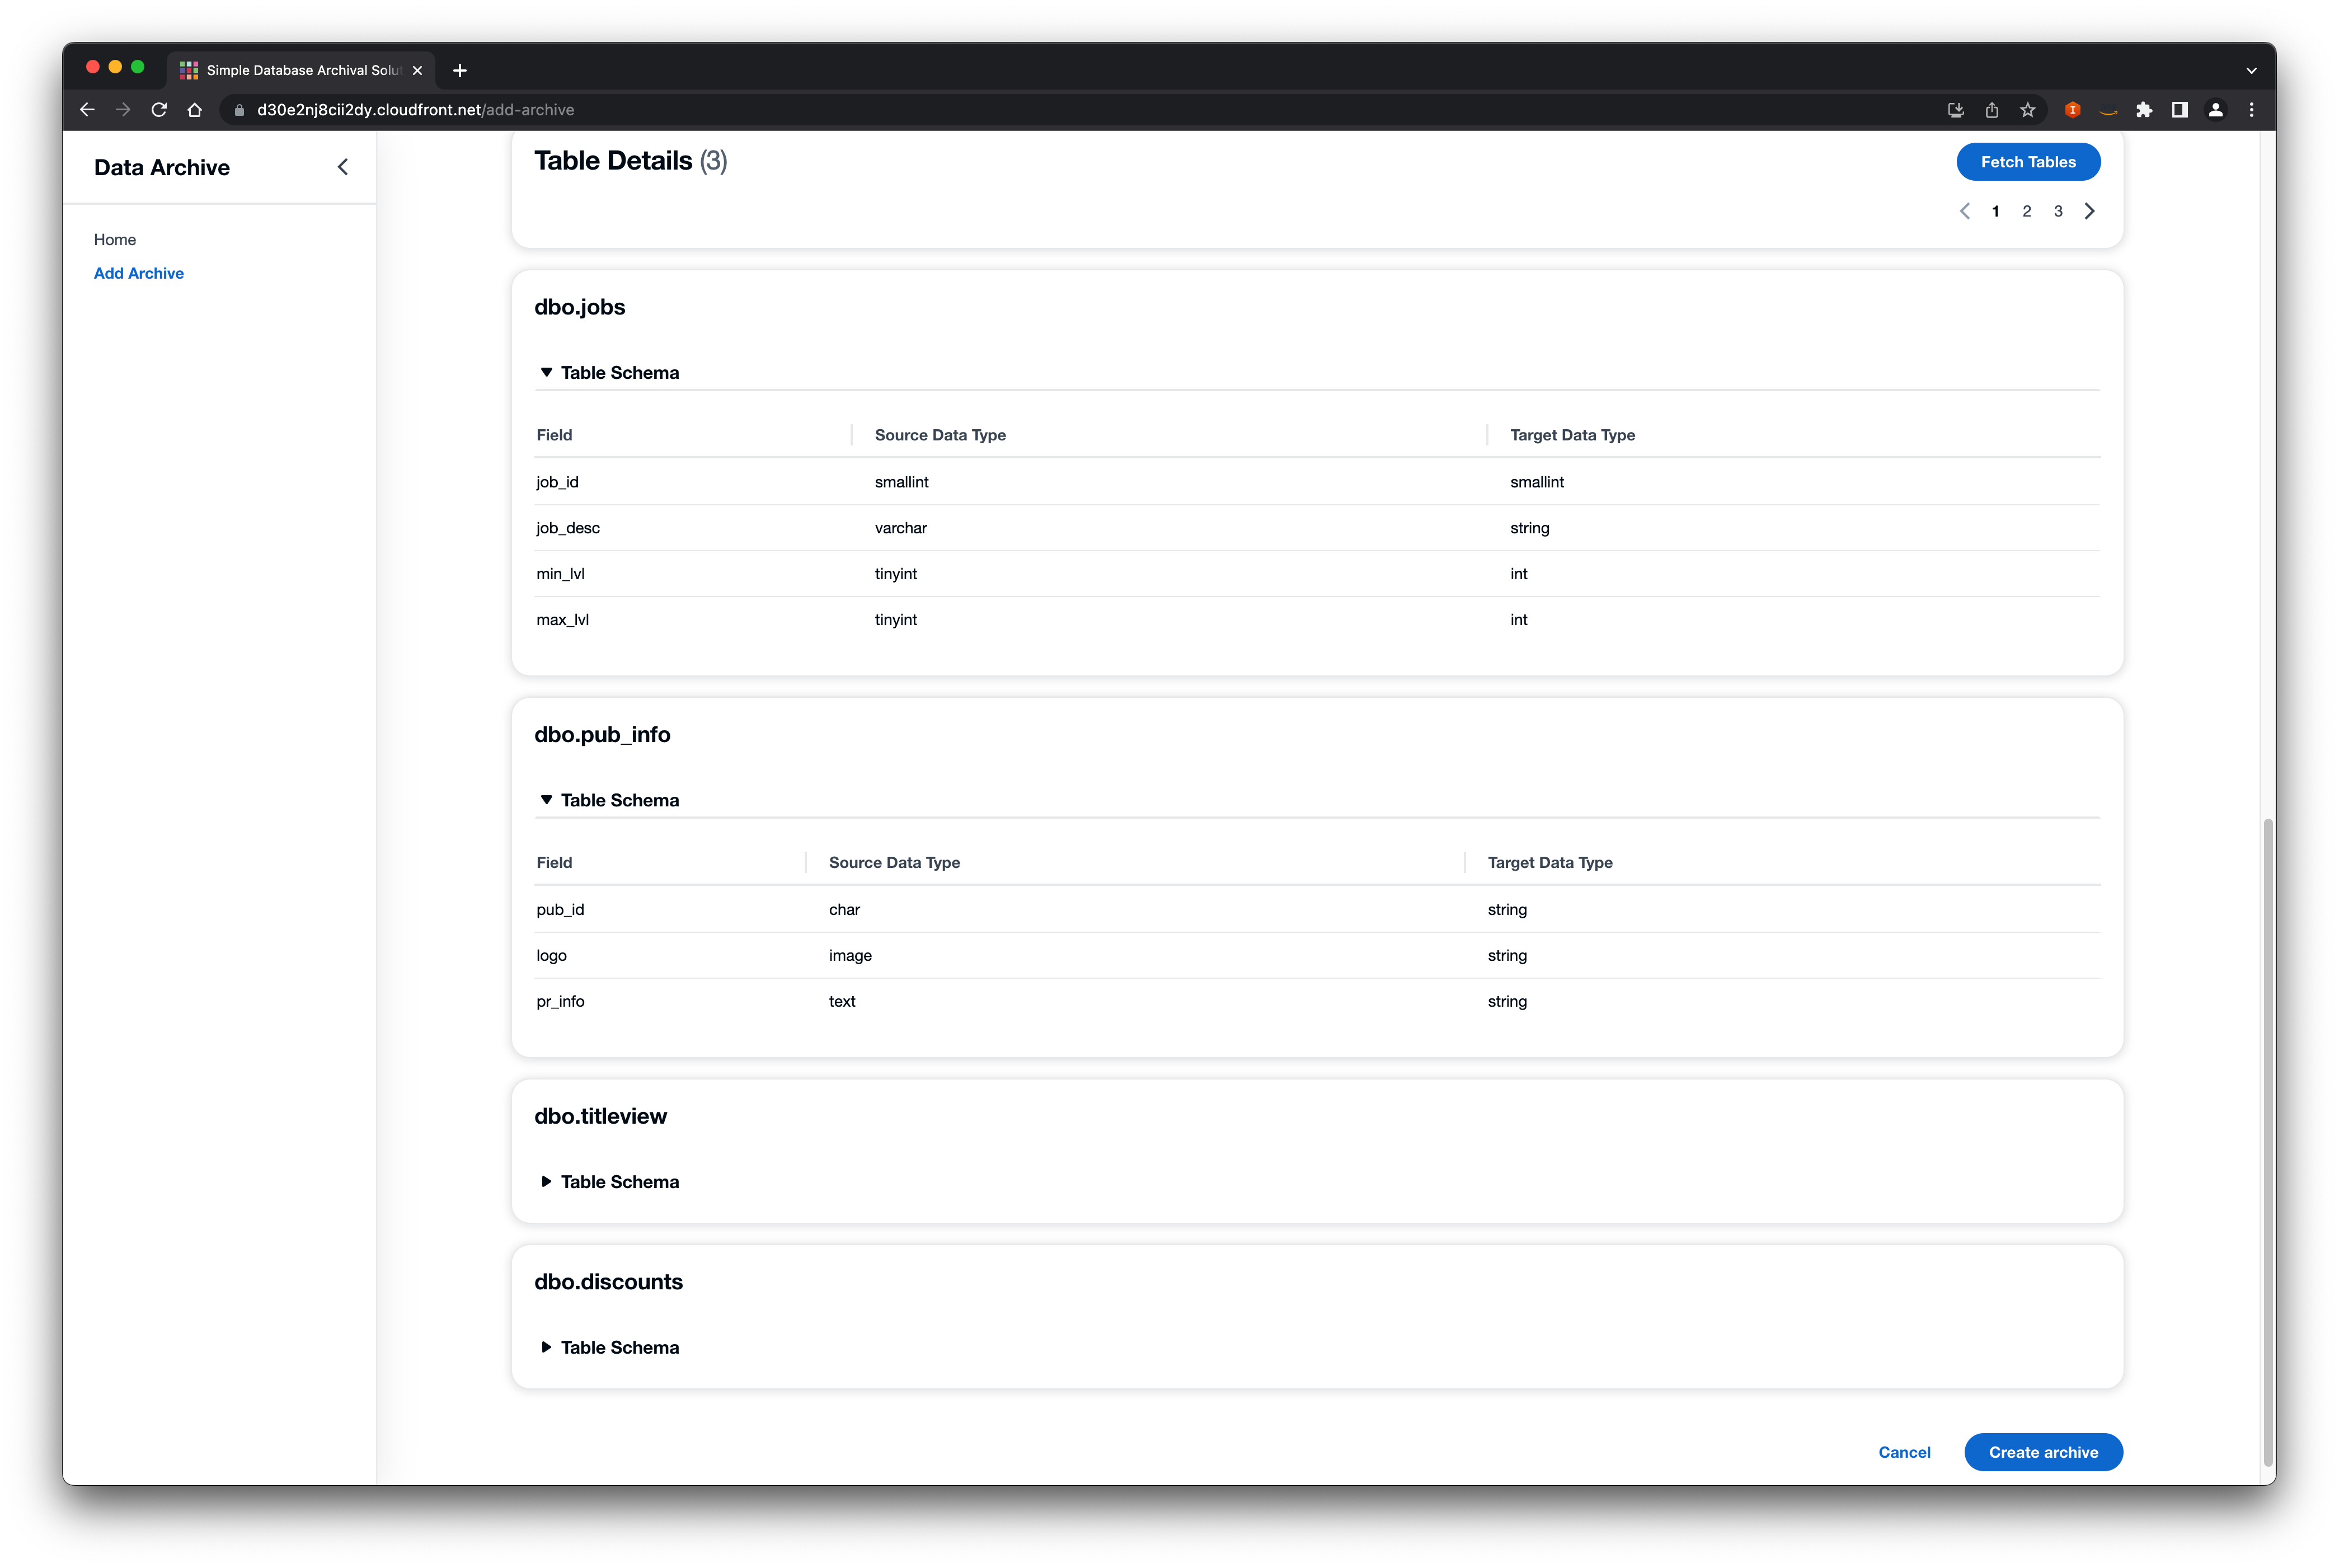 Simple Database Archival Solut
d30e2nj8cii2dy.cloudfront.net/add-archive
Data Archive
Home
Add Archive
Table Details (3)
Fetch Tables
1 2 3
dbo.jobs
Table Schema
Field Source Data Type Target Data Type
job_id smallint smallint
job_desc varchar string
min_lvl tinyint int
max_lvl tinyint int
dbo.pub_info
Table Schema
Field Source Data Type Target Data Type
pub_id char string
logo image string
pr_info text string
dbo.titleview
Table Schema
dbo.discounts
Table Schema
Cancel Create archive